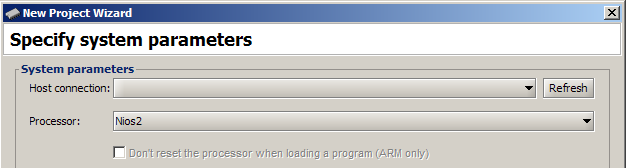 New Project Wizard
Specify system parameters
System parameters
Host connection:
Refresh
Processor:
Nios2
Don't reset the processor when loading a program (ARM only)